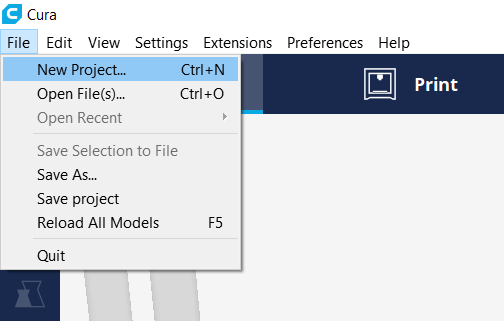 Cura
File Edit View Settings Extensions Preferences Help
New Project... Ctrl+N
Open File(s)... Ctrl+O
Open Recent
Save Selection to File
Save As...
Save project
Reload All Models F5
Quit
Print